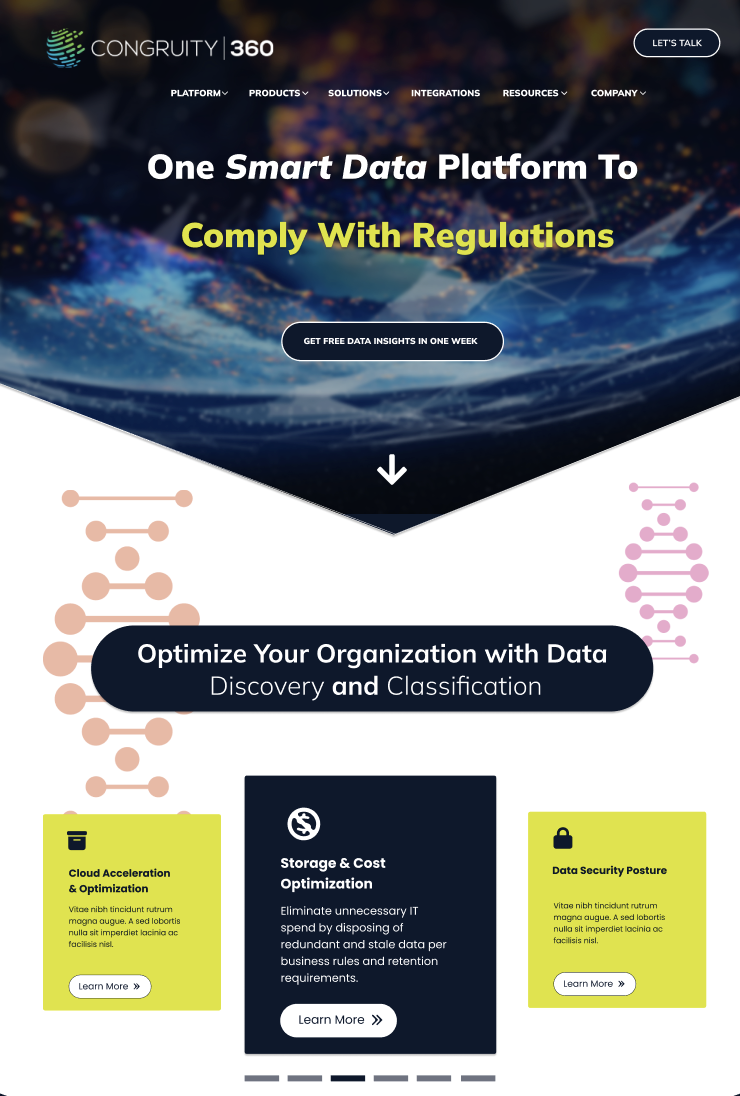 CONGRUITY | 360
LET'S TALK
PLATFORM
PRODUCTS
SOLUTIONS
INTEGRATIONS
RESOURCES
COMPANY
One Smart Data Platform To
Comply With Regulations
GET FREE DATA INSIGHTS IN ONE WEEK
Optimize Your Organization with Data
Discovery and Classification
Cloud Acceleration
& Optimization
Vitae nibh tincidunt rutrum
magna augue. A sed lobortis
nulla sit imperdiet lacinia ac
facilisis nisl.
Learn More »
Storage & Cost
Optimization
Eliminate unnecessary IT
spend by disposing of
redundant and stale data per
business rules and retention
requirements.
Learn More »
Data Security Posture
Vitae nibh tincidunt rutrum
magna augue. A sed lobortis
nulla sit imperdiet lacinia ac
facilisis nisl.
Learn More »